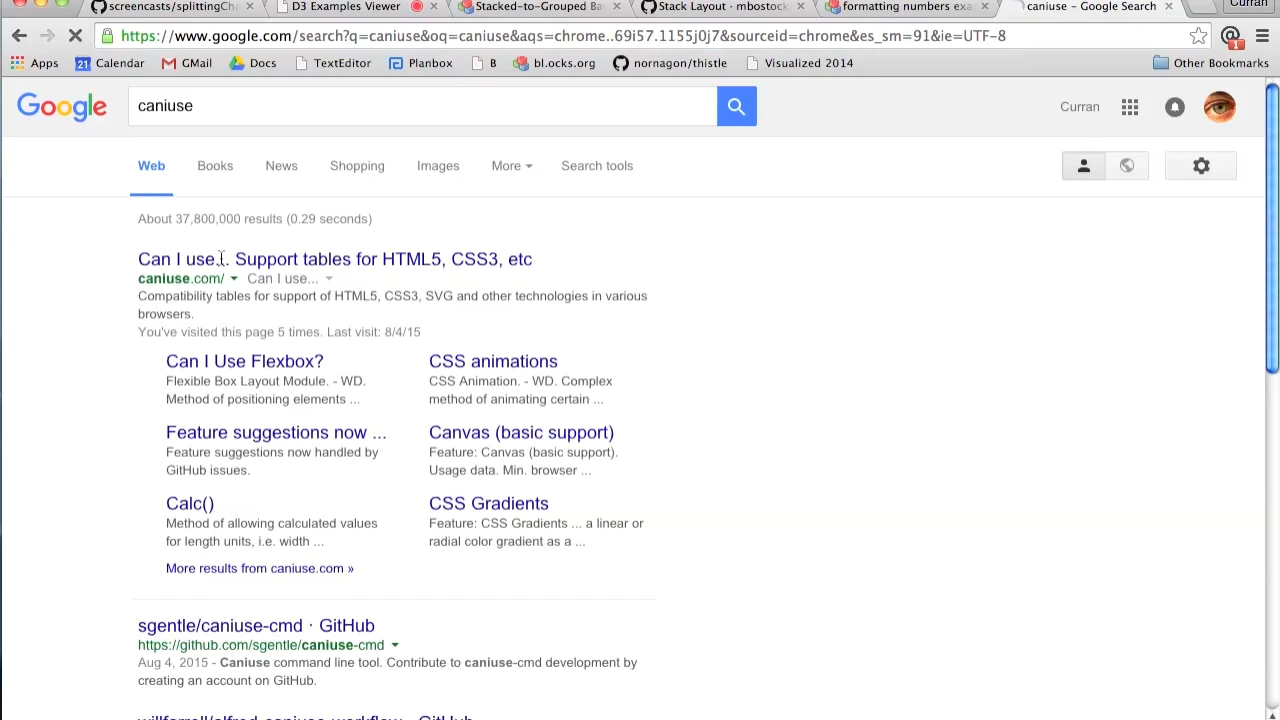 screencasts/splittingCha
D3 Examples Viewer
Stacked-to-Grouped Ba
Stack Layout · mbostock
formatting numbers exa
caniuse - Google Search
Curran
https://www.google.com/search?q=caniuse&oq=caniuse&aqs=chrome..69i57.1155j0j7&sourceid=chrome&es_sm=91&ie=UTF-8
1
Apps
21 Calendar
GMail
Docs
TextEditor
Planbox
B
bl.ocks.org
nornagon/thistle
Visualized 2014
Other Bookmarks
Google
caniuse
Curran
Web
Books
News
Shopping
Images
More
Search tools
About 37,800,000 results (0.29 seconds)
Can I use... Support tables for HTML5, CSS3, etc
caniuse.com/ Can I use...
Compatibility tables for support of HTML5, CSS3, SVG and other technologies in various
browsers.
You've visited this page 5 times. Last visit: 8/4/15
Can I Use Flexbox?
Flexible Box Layout Module. - WD.
Method of positioning elements ...
CSS animations
CSS Animation. - WD. Complex
method of animating certain ...
Feature suggestions now ...
Feature suggestions now handled by
GitHub issues.
Canvas (basic support)
Feature: Canvas (basic support).
Usage data. Min. browser ...
Calc()
Method of allowing calculated values
for length units, i.e. width ...
CSS Gradients
Feature: CSS Gradients ... a linear or
radial color gradient as a ...
More results from caniuse.com »
sgentle/caniuse-cmd · GitHub
https://github.com/sgentle/caniuse-cmd
Aug 4, 2015 - Caniuse command line tool. Contribute to caniuse-cmd development by
creating an account on GitHub.
willfarrell/alfred-caniuse-workflow · GitHub